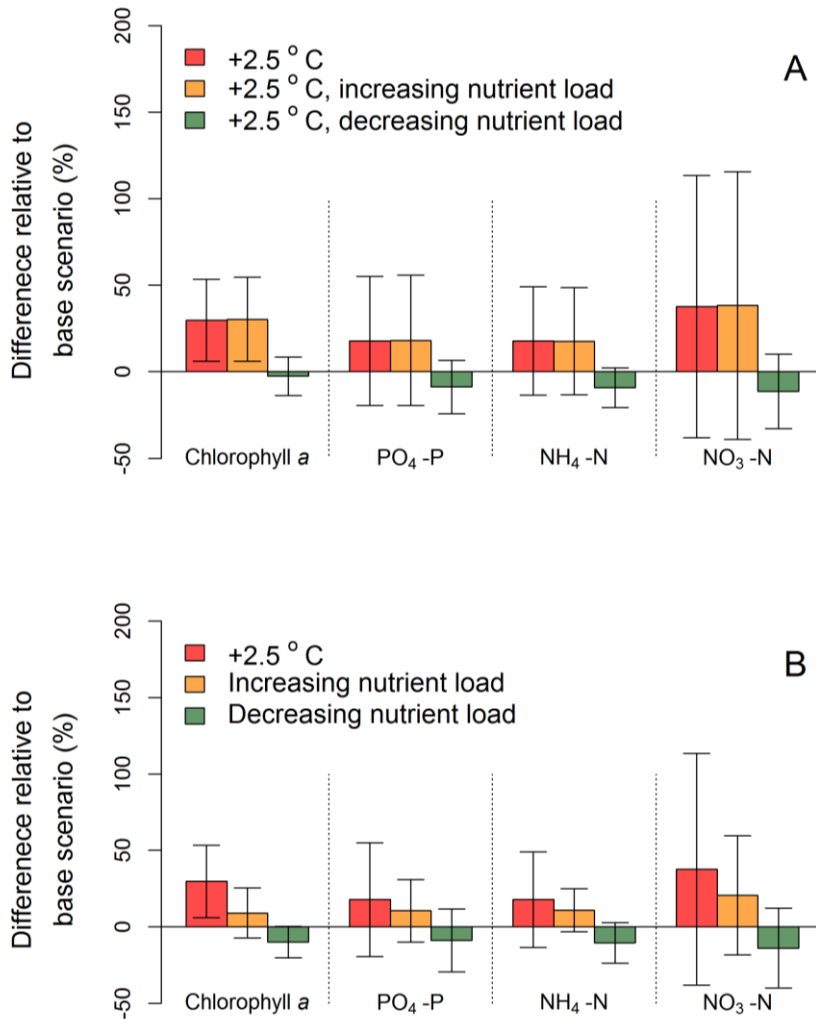 200
150
100
50
0
-50
Differenece relative to
base scenario (%)
+2.5 ° C
+2.5 ° C, increasing nutrient load
+2.5 ° C, decreasing nutrient load
A
Chlorophyll a
PO₄ -P
NH₄ -N
NO₃ -N
200
150
100
50
0
-50
Differenece relative to
base scenario (%)
+2.5 ° C
Increasing nutrient load
Decreasing nutrient load
B
Chlorophyll a
PO₄ -P
NH₄ -N
NO₃ -N